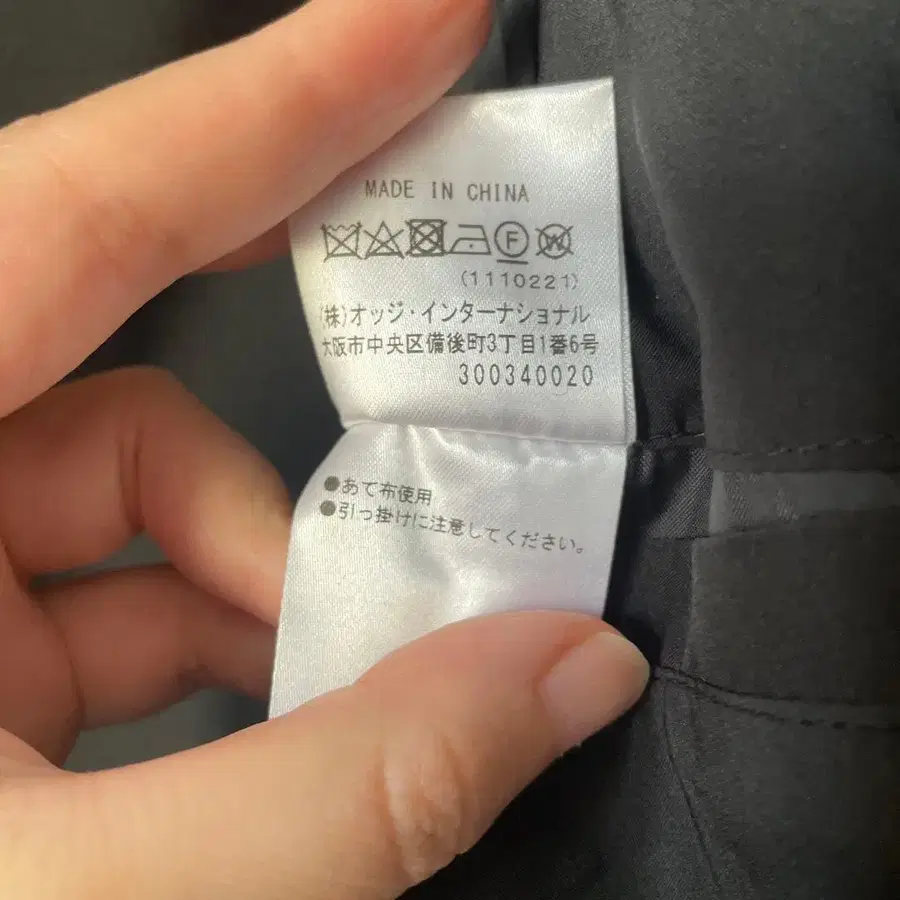 MADE IN CHINA
F W
(1110221)
(株)オッジ・インターナショナル
大阪市中央区備後町3丁目1番6号
300340020
●あて布使用
●引っ掛けに注意してください。